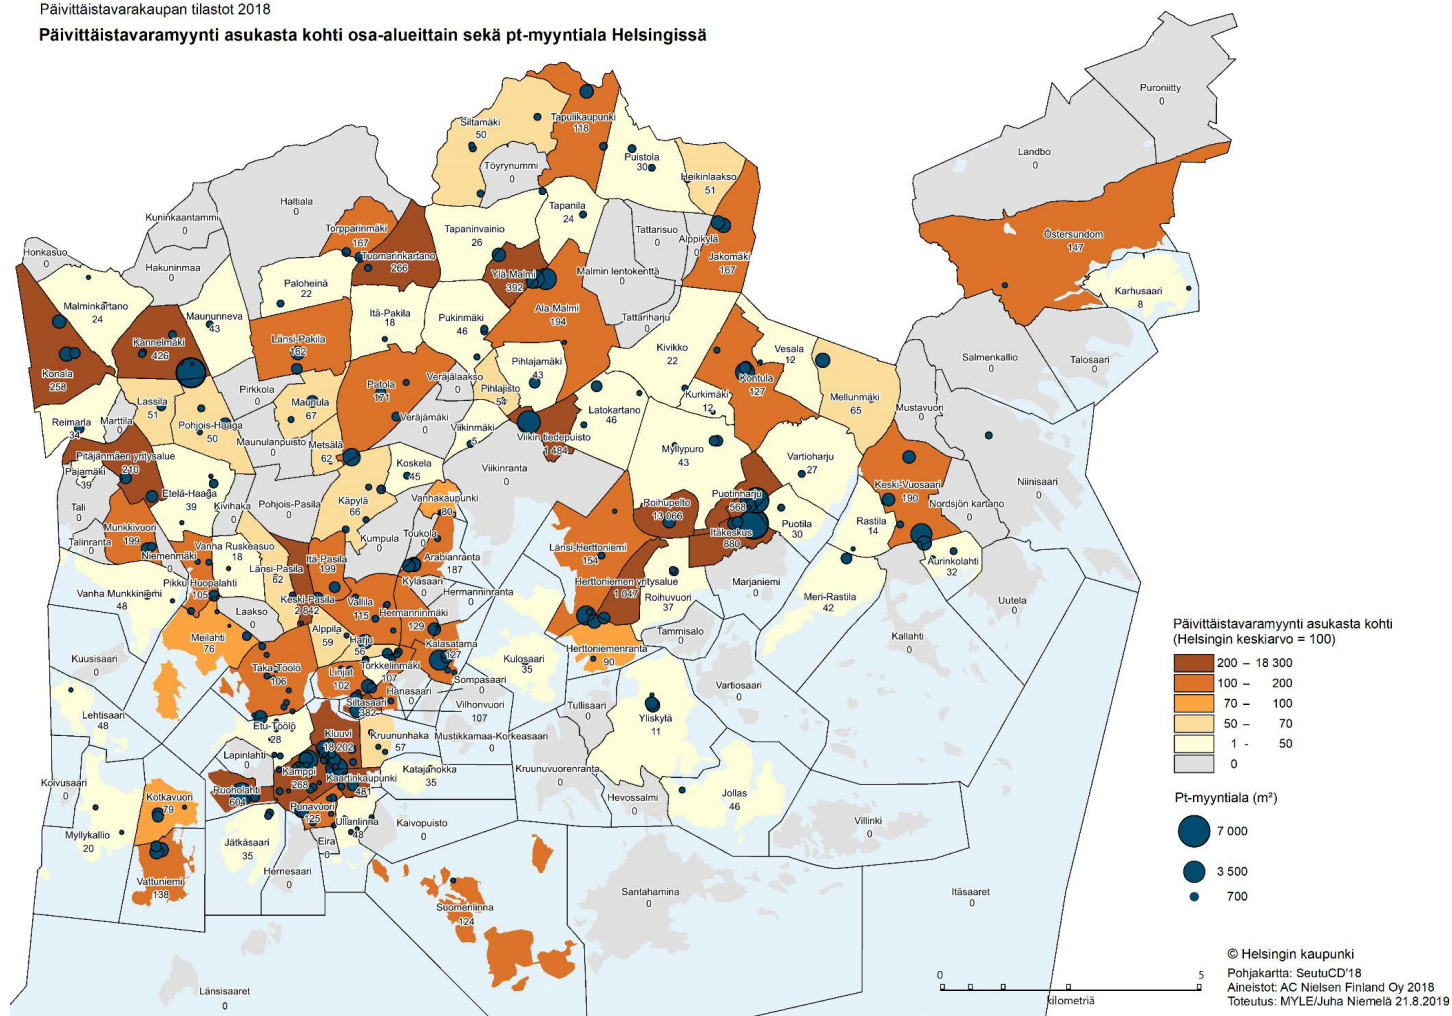 Päivittäistavarakaupan tilastot 2018
Päivittäistavaramyynti asukasta kohti osa-alueittain sekä pt-myyntiala Helsingissä
Puroniitty
0
Landbo
0
Östersundom
147
Karhusaari
8
Salmenkallio
0
Talosaari
0
Siltamäki
50
Tapulikaupunki
118
Töyrynummi
0
Puistola
30
Heikinlaakso
51
Haltiala
0
Kuninkaantammi
0
Honkasuo
0
Hakuninmaa
0
Torpparinmäki
167
Tuomarinkartano
266
Tapaninvainio
26
Tapanila
24
Tattarisuo
0
Alppikylä
0
Jakomäki
167
Malmin lentokenttä
0
Ylä-Malmi
392
Ala-Malmi
194
Tattariharju
0
Paloheinä
22
Malminkartano
24
Maununneva
43
Kannelmäki
426
Konala
258
Länsi-Pakila
162
Itä-Pakila
18
Pukinmäki
46
Pihlajamäki
43
Kivikko
22
Vesala
12
Kontula
127
Mellunmäki
65
Mustavuori
0
Kurkimäki
12
Latokartano
46
Pihlajisto
54
Veräjälaakso
0
Patola
171
Veräjämäki
0
Pirkkola
0
Maunula
67
Lassila
51
Pohjois-Haaga
50
Reimarla
34
Marttila
0
Maunulanpuisto
0
Metsälä
62
Viikinmäki
5
Viikin tiedepuisto
1 484
Myllypuro
43
Vartioharju
27
Pitäjänmäen yritysalue
210
Pajamäki
39
Tali
0
Etelä-Haaga
39
Kivihaka
0
Pohjois-Pasila
0
Käpylä
66
Koskela
45
Viikinranta
0
Vanhakaupunki
80
Roihupelto
13 066
Puotinharju
568
Itäkeskus
880
Puotila
30
Rastila
14
Keski-Vuosaari
190
Nordsjön kartano
0
Niinisaari
0
Munkkivuori
199
Talinranta
0
Niemenmäki
0
Vanha Ruskeasuo
18
Länsi-Pasila
62
Itä-Pasila
199
Kumpula
0
Toukola
0
Arabianranta
187
Länsi-Herttoniemi
154
Herttoniemen yritysalue
1 047
Marjaniemi
0
Aurinkolahti
32
Vanha Munkkiniemi
48
Pikku Huopalahti
105
Laakso
0
Keski-Pasila
2 842
Vallila
115
Kyläsaari
0
Hermanninranta
0
Hermanninmäki
129
Roihuvuori
37
Tammisalo
0
Meri-Rastila
42
Uutela
0
Kallahti
0
Meilahti
76
Alppila
59
Harju
56
Kalasatama
127
Kulosaari
35
Herttoniemenranta
90
Kuusisaari
0
Taka-Töölö
106
Linjat
102
Torkkelinmäki
107
Sompasaari
0
Hanasaari
0
Vartiosaari
0
Lehtisaari
48
Siltasaari
382
Vilhonvuori
107
Tullisaari
0
Yliskylä
11
Etu-Töölö
28
Kluuvi
18 202
Kruununhaka
57
Mustikkamaa-Korkeasaari
0
Lapinlahti
0
Koivusaari
0
Kamppi
268
Kaartinkaupunki
481
Katajanokka
35
Kruunuvuorenranta
0
Hevossalmi
0
Jollas
46
Villinki
0
Ruoholahti
604
Kotkavuori
79
Punavuori
125
Ullanlinna
48
Kaivopuisto
0
Myllykallio
20
Jätkäsaari
35
Eira
0
Hernesaari
0
Vattuniemi
138
Suomenlinna
124
Santahamina
0
Itäsaaret
0
Länsisaaret
0
Päivittäistavaramyynti asukasta kohti
(Helsingin keskiarvo = 100)
200 – 18 300
100 – 200
70 – 100
50 – 70
1 - 50
0
Pt-myyntiala (m²)
7 000
3 500
700
0 5
kilometriä
© Helsingin kaupunki
Pohjakartta: SeutuCD'18
Aineistot: AC Nielsen Finland Oy 2018
Toteutus: MYLE/Juha Niemelä 21.8.2019